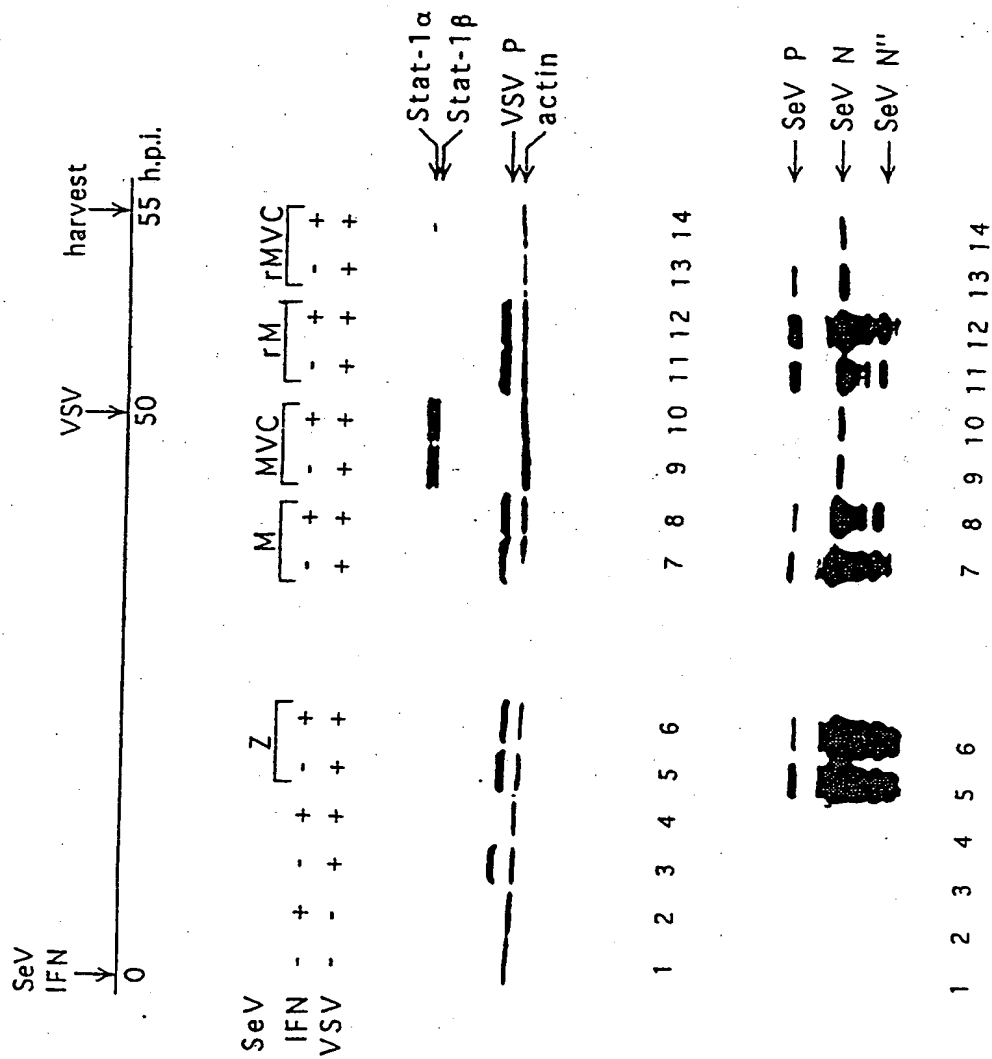 SeV
IFN
VSV
harvest
0
50
55 h.p.i.
SeV Z M MVC rM rMVC
IFN - + - + - + - + - + - + - +
VSV - - + + + + + + + + + + + +
Stat-1α
Stat-1β
VSV P
actin
1 2 3 4 5 6 7 8 9 10 11 12 13 14
SeV P
SeV N
SeV N"
1 2 3 4 5 6 7 8 9 10 11 12 13 14